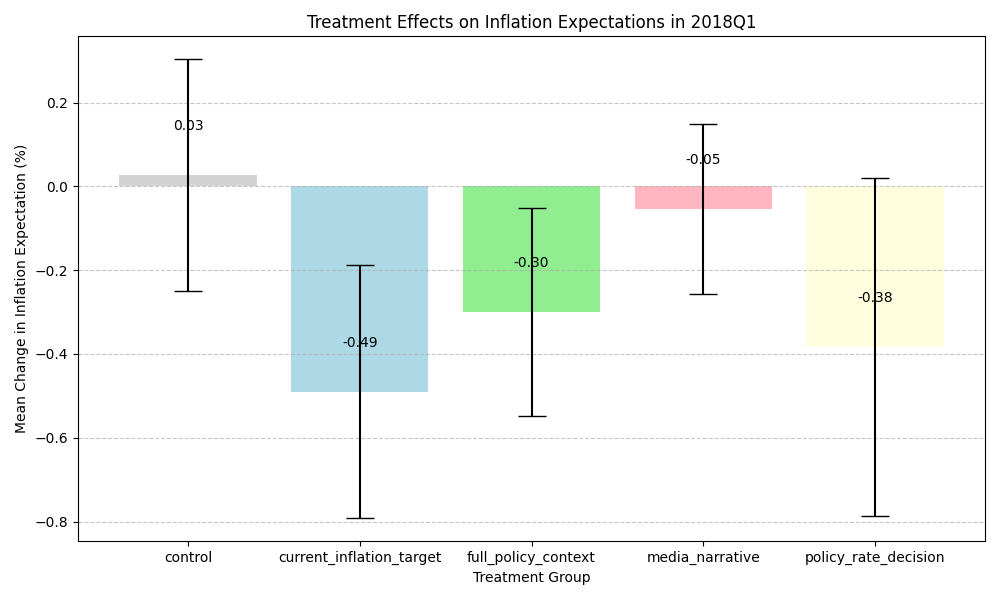 Treatment Effects on Inflation Expectations in 2018Q1
Mean Change in Inflation Expectation (%)
0.2
0.0
−0.2
−0.4
−0.6
−0.8
0.03
-0.49
-0.30
-0.05
-0.38
control
current_inflation_target
full_policy_context
media_narrative
policy_rate_decision
Treatment Group